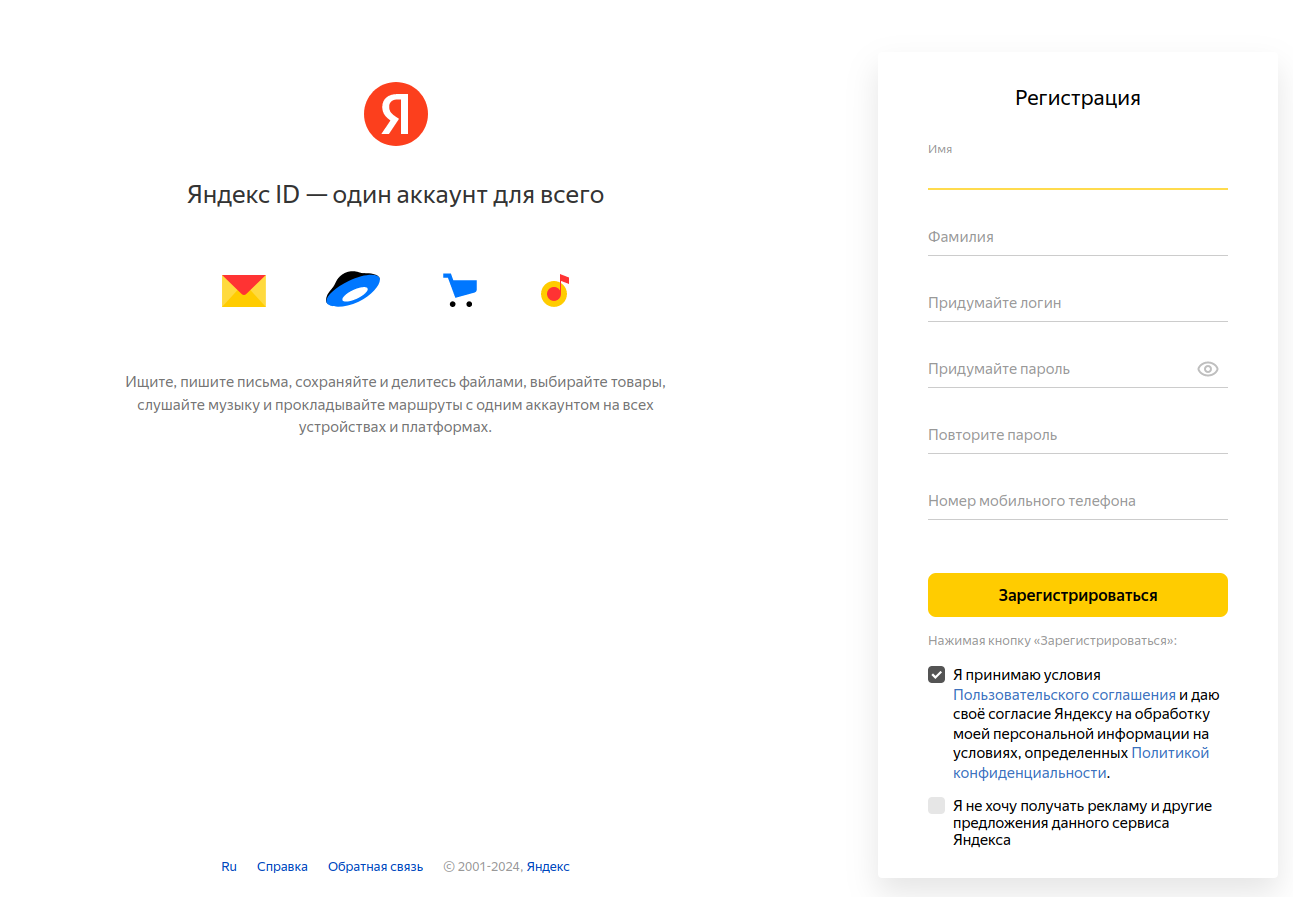 Я
Яндекс ID — один аккаунт для всего
Ищите, пишите письма, сохраняйте и делитесь файлами, выбирайте товары,
слушайте музыку и прокладывайте маршруты с одним аккаунтом на всех
устройствах и платформах.
Ru Справка Обратная связь © 2001-2024, Яндекс
Регистрация
Имя
Фамилия
Придумайте логин
Придумайте пароль
Повторите пароль
Номер мобильного телефона
Зарегистрироваться
Нажимая кнопку «Зарегистрироваться»:
Я принимаю условия
Пользовательского соглашения и даю
своё согласие Яндексу на обработку
моей персональной информации на
условиях, определенных Политикой
конфиденциальности.
Я не хочу получать рекламу и другие
предложения данного сервиса
Яндекса